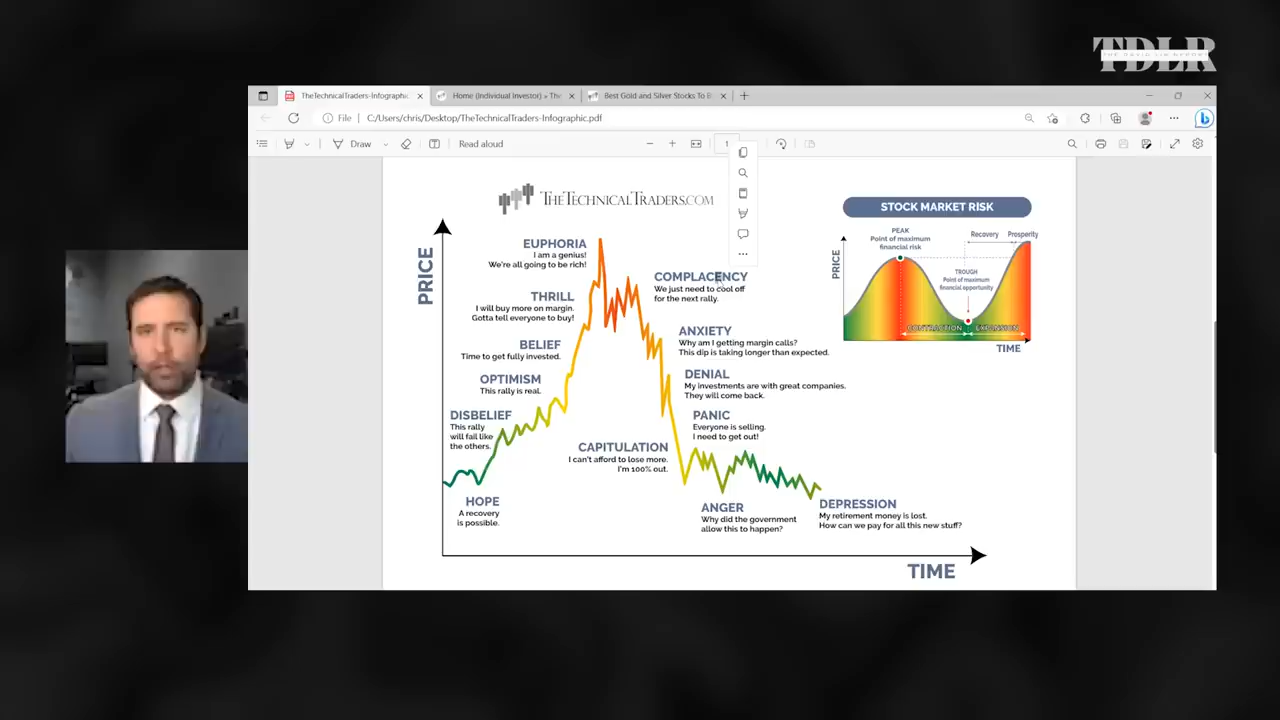 TDLR
TheTechnicalTraders-Infographic.
Home (Individual Investor) » The
Best Gold and Silver Stocks To B
File
C:/Users/chris/Desktop/TheTechnicalTraders-Infographic.pdf
Draw
Read aloud
1
THETECHNICALTRADERS.COM
PRICE
EUPHORIA
I am a genius!
We're all going to be rich!
THRILL
I will buy more on margin.
Gotta tell everyone to buy!
BELIEF
Time to get fully invested.
OPTIMISM
This rally is real.
DISBELIEF
This rally
will fail like
the others.
HOPE
A recovery
is possible.
COMPLACENCY
We just need to cool off
for the next rally.
ANXIETY
Why am I getting margin calls?
This dip is taking longer than expected.
DENIAL
My investments are with great companies.
They will come back.
PANIC
Everyone is selling.
I need to get out!
CAPITULATION
I can't afford to lose more.
I'm 100% out.
ANGER
Why did the government
allow this to happen?
DEPRESSION
My retirement money is lost.
How can we pay for all this new stuff?
TIME
STOCK MARKET RISK
PRICE
PEAK
Point of maximum
financial risk
Recovery
Prosperity
TROUGH
Point of maximum
financial opportunity
CONTRACTION
EXPANSION
TIME